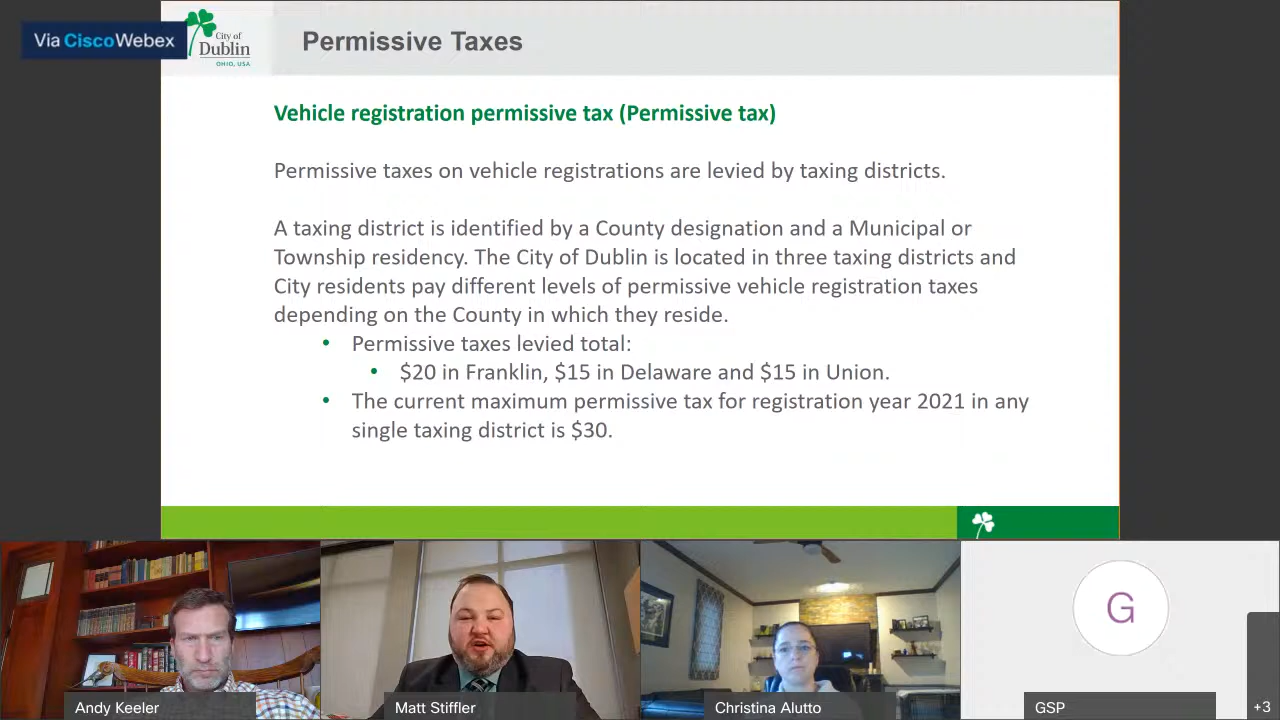 Via Cisco Webex
City of
Dublin
OHIO, USA
Permissive Taxes
Vehicle registration permissive tax (Permissive tax)
Permissive taxes on vehicle registrations are levied by taxing districts.
A taxing district is identified by a County designation and a Municipal or
Township residency. The City of Dublin is located in three taxing districts and
City residents pay different levels of permissive vehicle registration taxes
depending on the County in which they reside.
• Permissive taxes levied total:
• $20 in Franklin, $15 in Delaware and $15 in Union.
• The current maximum permissive tax for registration year 2021 in any
single taxing district is $30.
G
Andy Keeler
Matt Stiffler
Christina Alutto
GSP
+3